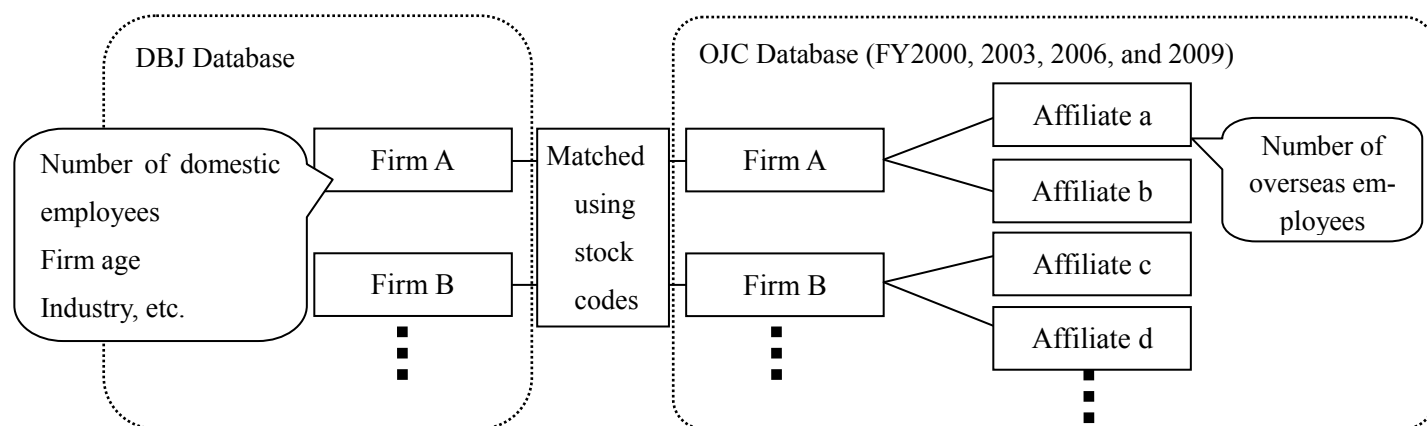 DBJ Database
OJC Database (FY2000, 2003, 2006, and 2009)
Number of domestic
employees
Firm age
Industry, etc.
Firm A
Firm B
Matched
using
stock
codes
Firm A
Firm B
Affiliate a
Affiliate b
Affiliate c
Affiliate d
Number of
overseas em-
ployees